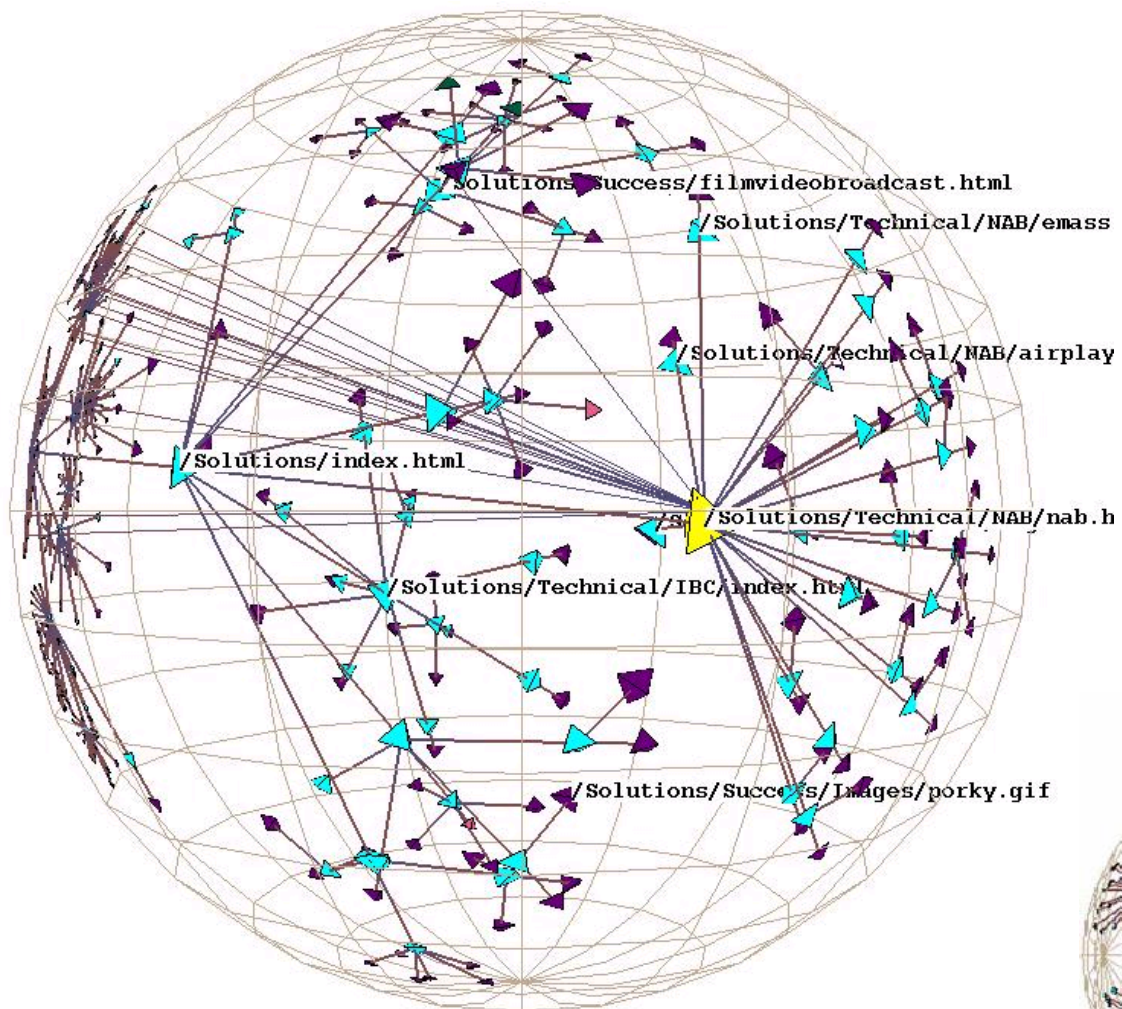 Solutions/Success/filmvideobroadcast.html
/Solutions/Technical/NAB/emass
/Solutions/Technical/NAB/airplay
/Solutions/index.html
/Solutions/Technical/NAB/nab.h
/Solutions/Technical/IBC/index.html
/Solutions/Success/Images/porky.gif